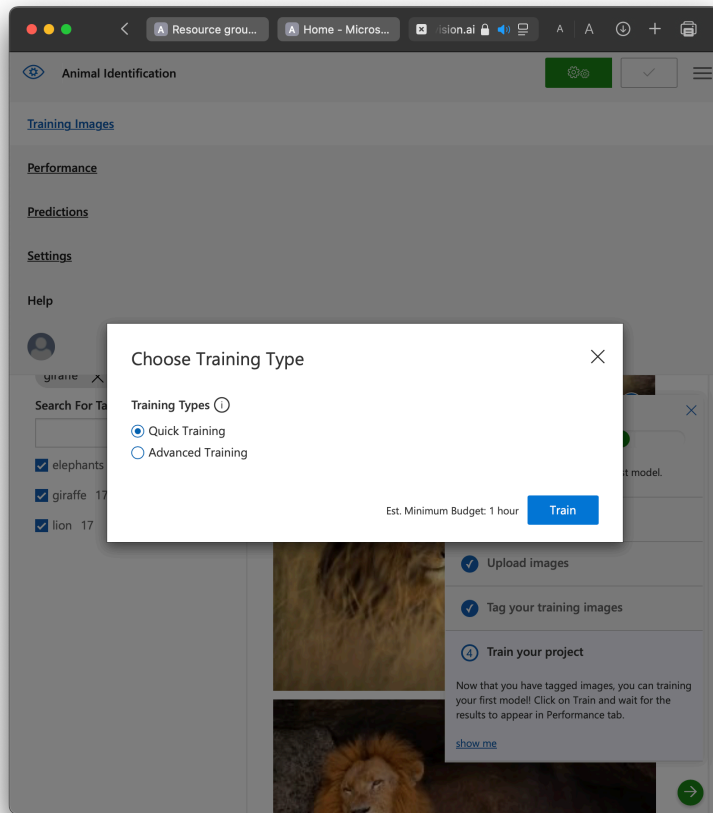 A Resource grou...
A Home - Micros...
ision.ai
A A
Animal Identification
Training Images
Performance
Predictions
Settings
Help
giraffe
Choose Training Type
Search For Ta
Training Types
Quick Training
Advanced Training
elephants
giraffe 17
lion 17
st model.
Est. Minimum Budget: 1 hour
Train
Upload images
Tag your training images
4 Train your project
Now that you have tagged images, you can training
your first model! Click on Train and wait for the
results to appear in Performance tab.
show me